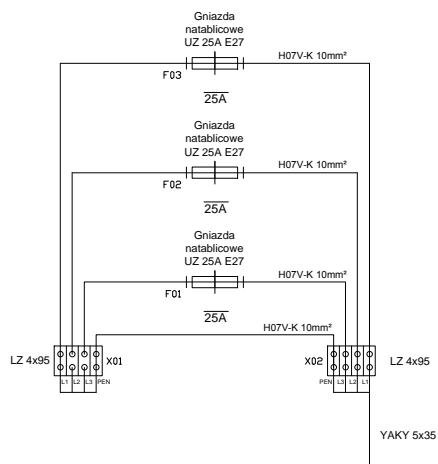 Gniazda
natablicowe
UZ 25A E27
H07V-K 10mm²
F03
25A
Gniazda
natablicowe
UZ 25A E27
H07V-K 10mm²
F02
25A
Gniazda
natablicowe
UZ 25A E27
H07V-K 10mm²
F01
25A
H07V-K 10mm²
LZ 4x95
X01
X02
LZ 4x95
L1 L2 L3 PEN
PEN L3 L2 L1
YAKY 5x35